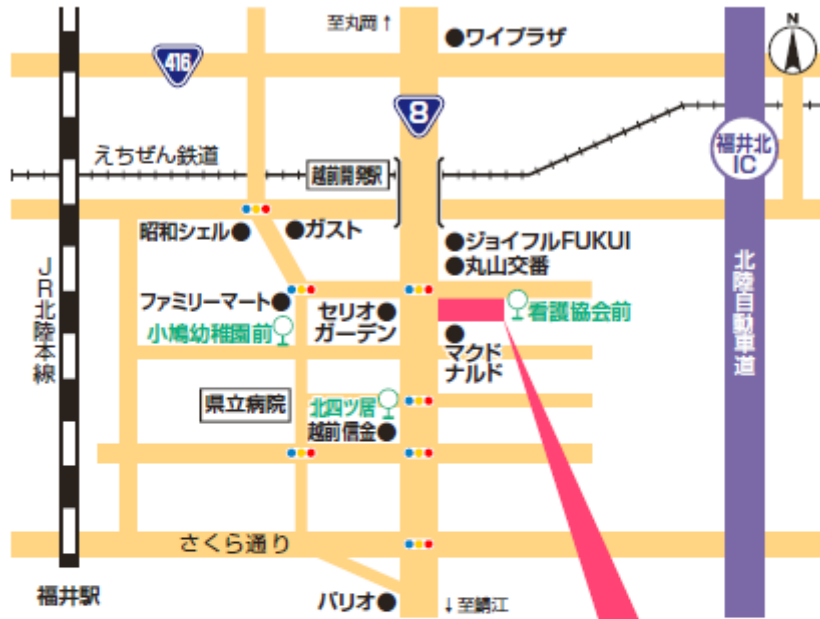 至丸岡↑
●ワイプラザ
N
416
8
えちぜん鉄道
越前開発駅
福井北
IC
昭和シェル●
●ガスト
●ジョイフルFUKUI
●丸山交番
JR北陸本線
北陸自動車道
ファミリーマート●
セリオ●
ガーデン
看護協会前
小鳩幼稚園前
●
マクド
ナルド
県立病院
北四ツ居
越前信金●
さくら通り
福井駅
パリオ●
↓至鯖江